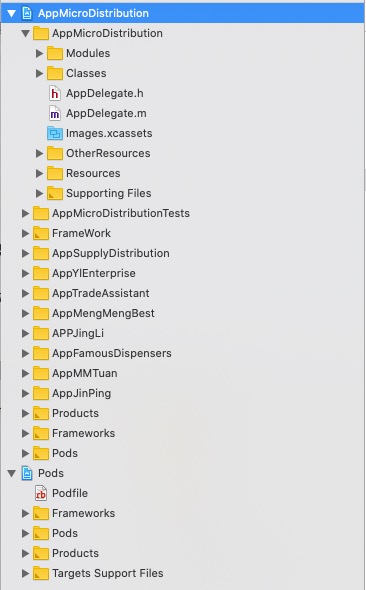 AppMicroDistribution
AppMicroDistribution
Modules
Classes
AppDelegate.h
AppDelegate.m
Images.xcassets
OtherResources
Resources
Supporting Files
AppMicroDistributionTests
FrameWork
AppSupplyDistribution
AppYIEnterprise
AppTradeAssistant
AppMengMengBest
APPJingLi
AppFamousDispensers
AppMMTuan
AppJinPing
Products
Frameworks
Pods
Pods
Podfile
Frameworks
Pods
Products
Targets Support Files